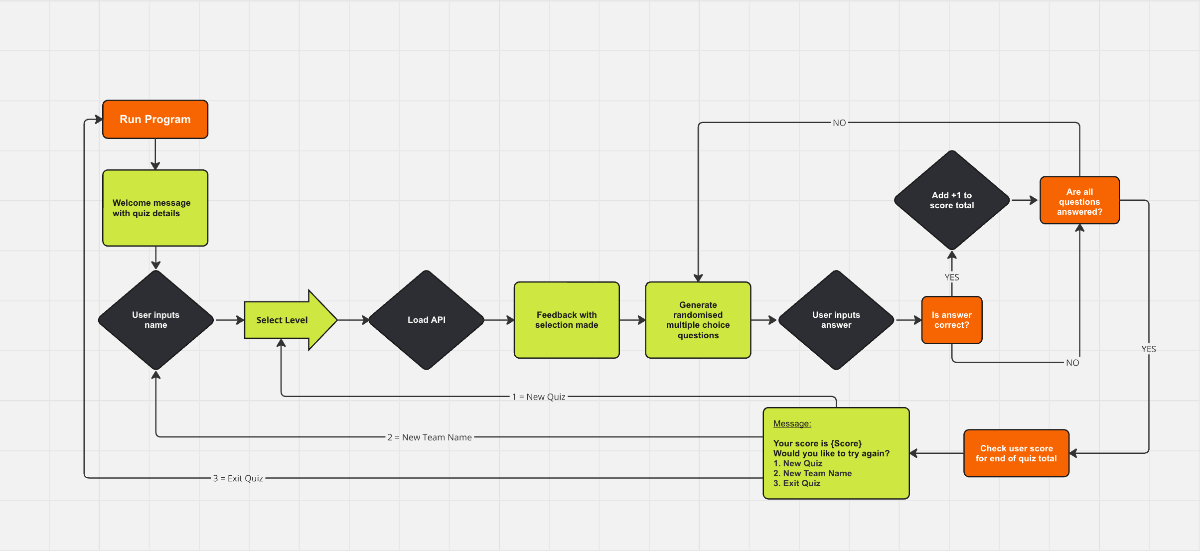 Run Program
Welcome message
with quiz details
User inputs
name
Select Level
Load API
Feedback with
selection made
Generate
randomised
multiple choice
questions
User inputs
answer
Is answer
correct?
YES
NO
Add +1 to
score total
Are all
questions
answered?
NO
YES
Check user score
for end of quiz total
Message:
Your score is {Score}
Would you like to try again?
1. New Quiz
2. New Team Name
3. Exit Quiz
1 = New Quiz
2 = New Team Name
3 = Exit Quiz